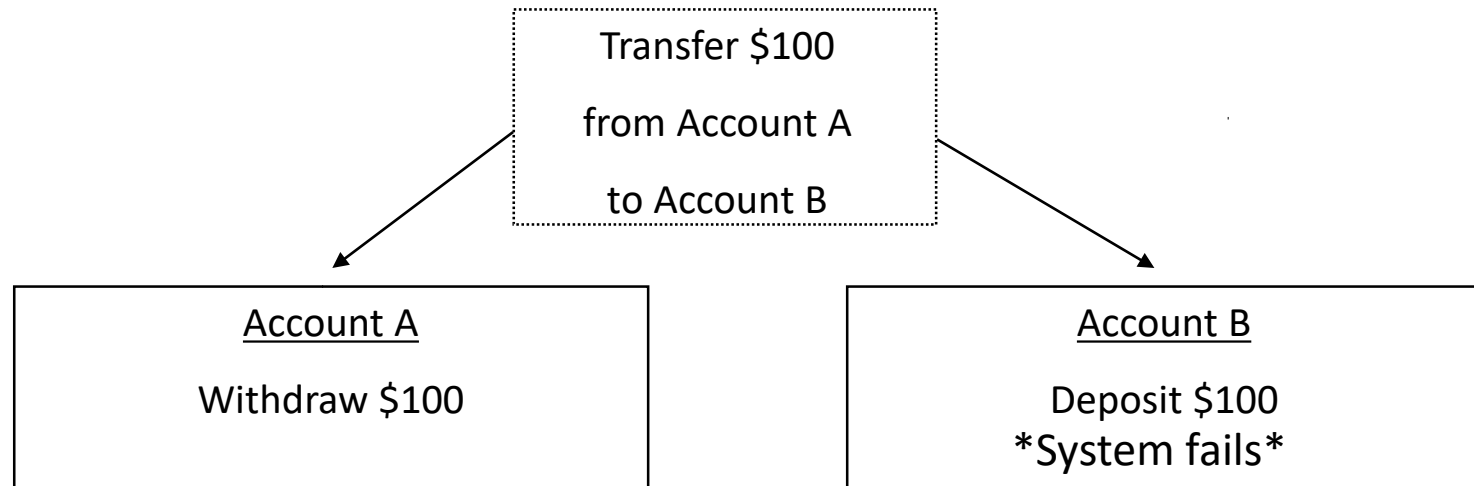 Transfer $100
from Account A
to Account B
Account A
Withdraw $100
Account B
Deposit $100
*System fails*